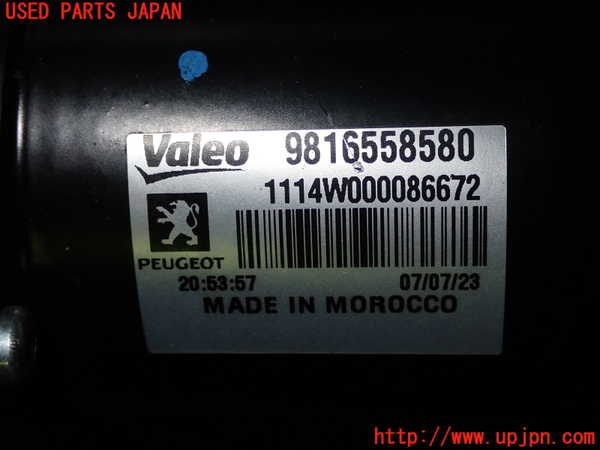 USED PARTS JAPAN
Valeo 9816558580
1114W000086672
PEUGEOT
20:53:57 07/07/23
MADE IN MOROCCO
http://www.upjpn.com/